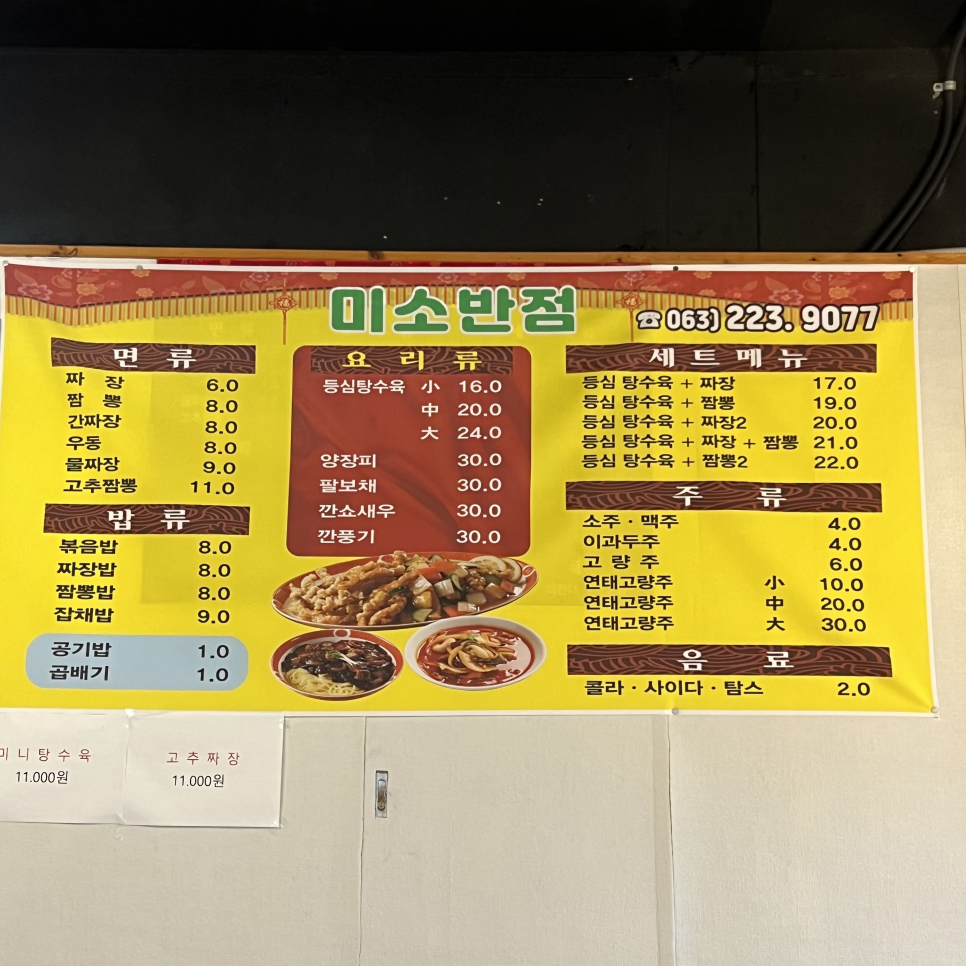 미소반점
☎ 063) 223. 9077
면 류
짜 장 6.0
짬 뽕 8.0
간짜장 8.0
우동 8.0
물짜장 9.0
고추짬뽕 11.0
밥 류
볶음밥 8.0
짜장밥 8.0
짬뽕밥 8.0
잡채밥 9.0
공기밥 1.0
곱배기 1.0
요 리 류
등심탕수육 小 16.0
中 20.0
大 24.0
양장피 30.0
팔보채 30.0
깐쇼새우 30.0
깐풍기 30.0
세 트 메 뉴
등심 탕수육 + 짜장 17.0
등심 탕수육 + 짬뽕 19.0
등심 탕수육 + 짜장2 20.0
등심 탕수육 + 짜장 + 짬뽕 21.0
등심 탕수육 + 짬뽕2 22.0
주 류
소주 · 맥주 4.0
이과두주 4.0
고 량 주 6.0
연태고량주 小 10.0
연태고량주 中 20.0
연태고량주 大 30.0
음 료
콜라 · 사이다 · 탐스 2.0
미 니 탕 수 육
11.000원
고 추 짜 장
11.000원